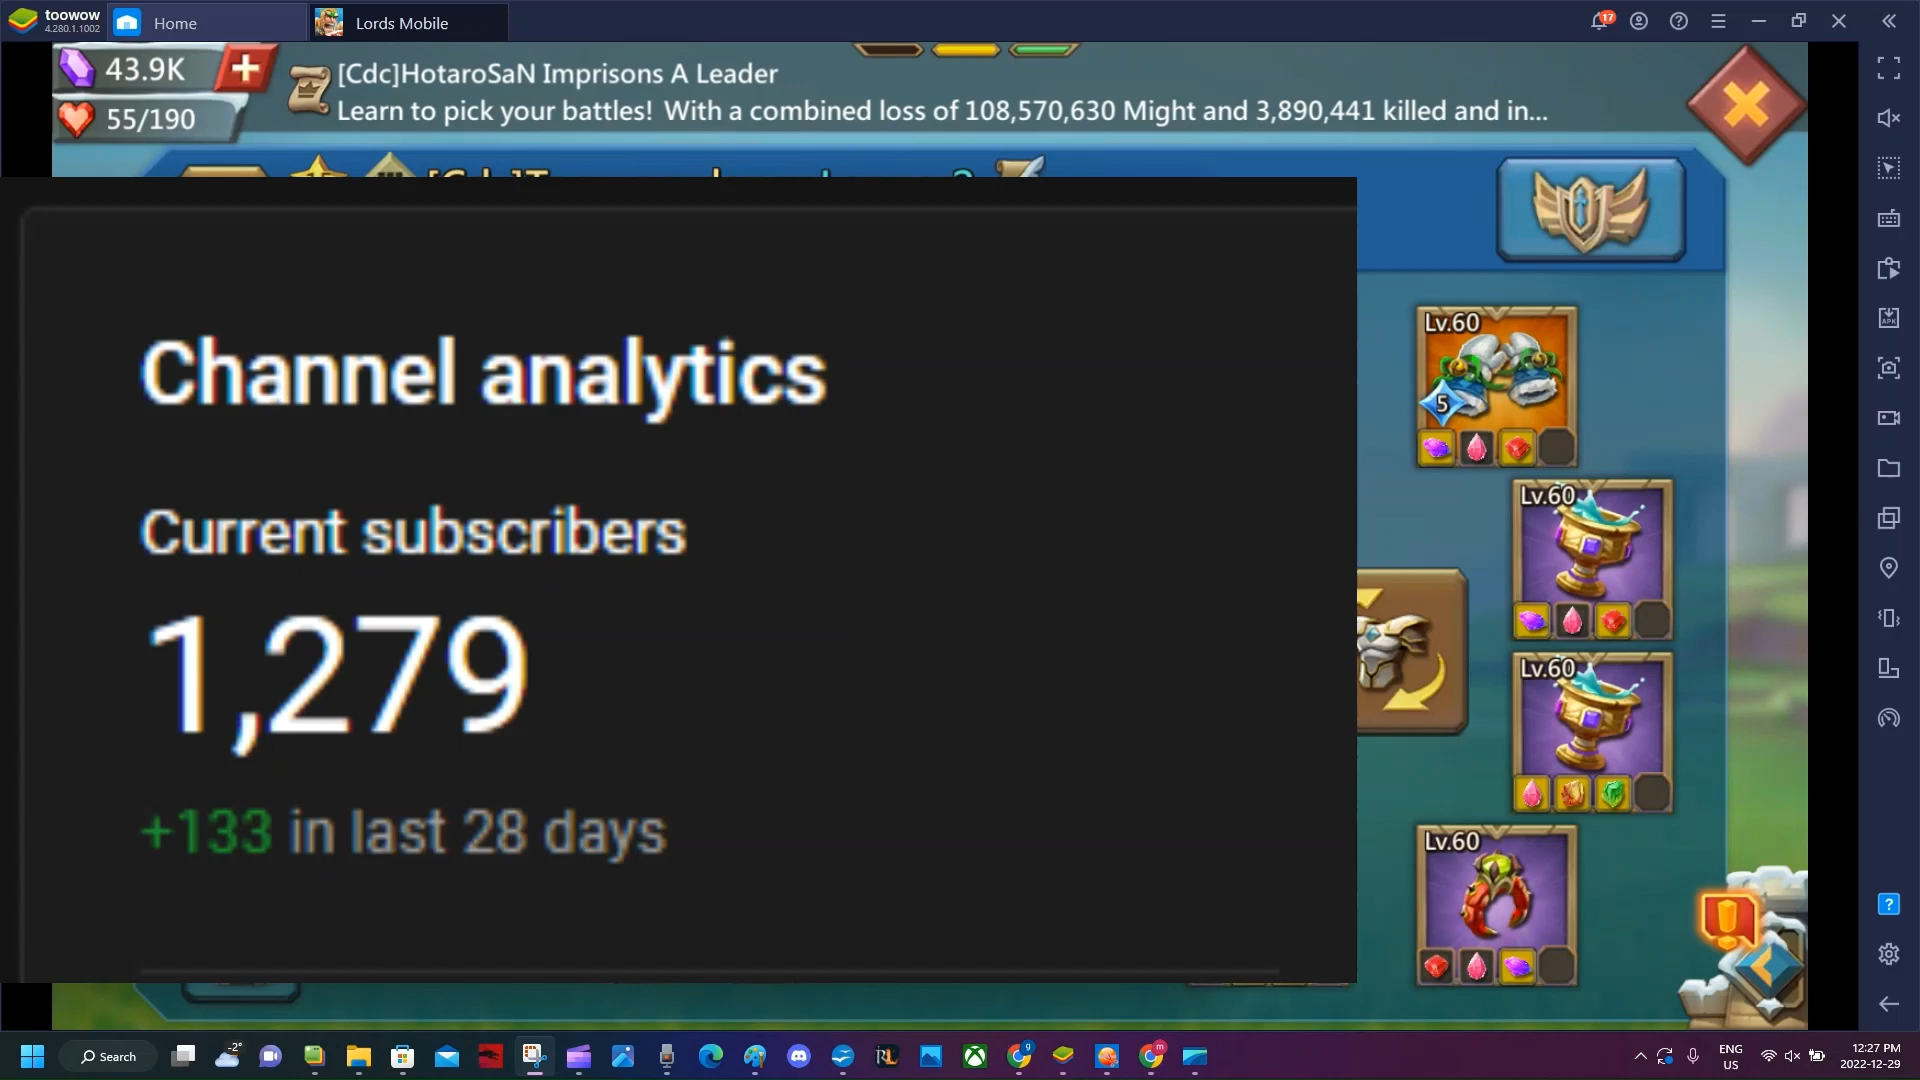 toowow
4.280.1.1002
Home
Lords Mobile
17
43.9K
55/190
[Cdc]HotaroSaN Imprisons A Leader
Learn to pick your battles! With a combined loss of 108,570,630 Might and 3,890,441 killed and in...
Channel analytics
Current subscribers
1,279
+133 in last 28 days
Lv.60
5
Lv.60
Lv.60
Lv.60
-2°
Search
9
m
ENG
US
12:27 PM
2022-12-29